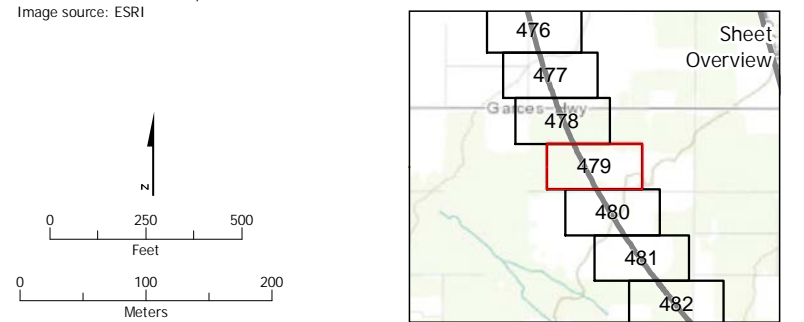 Image source: ESRI
N
0 250 500
Feet
0 100 200
Meters
Sheet
Overview
476
477
Garces Hwy
478
479
480
481
482